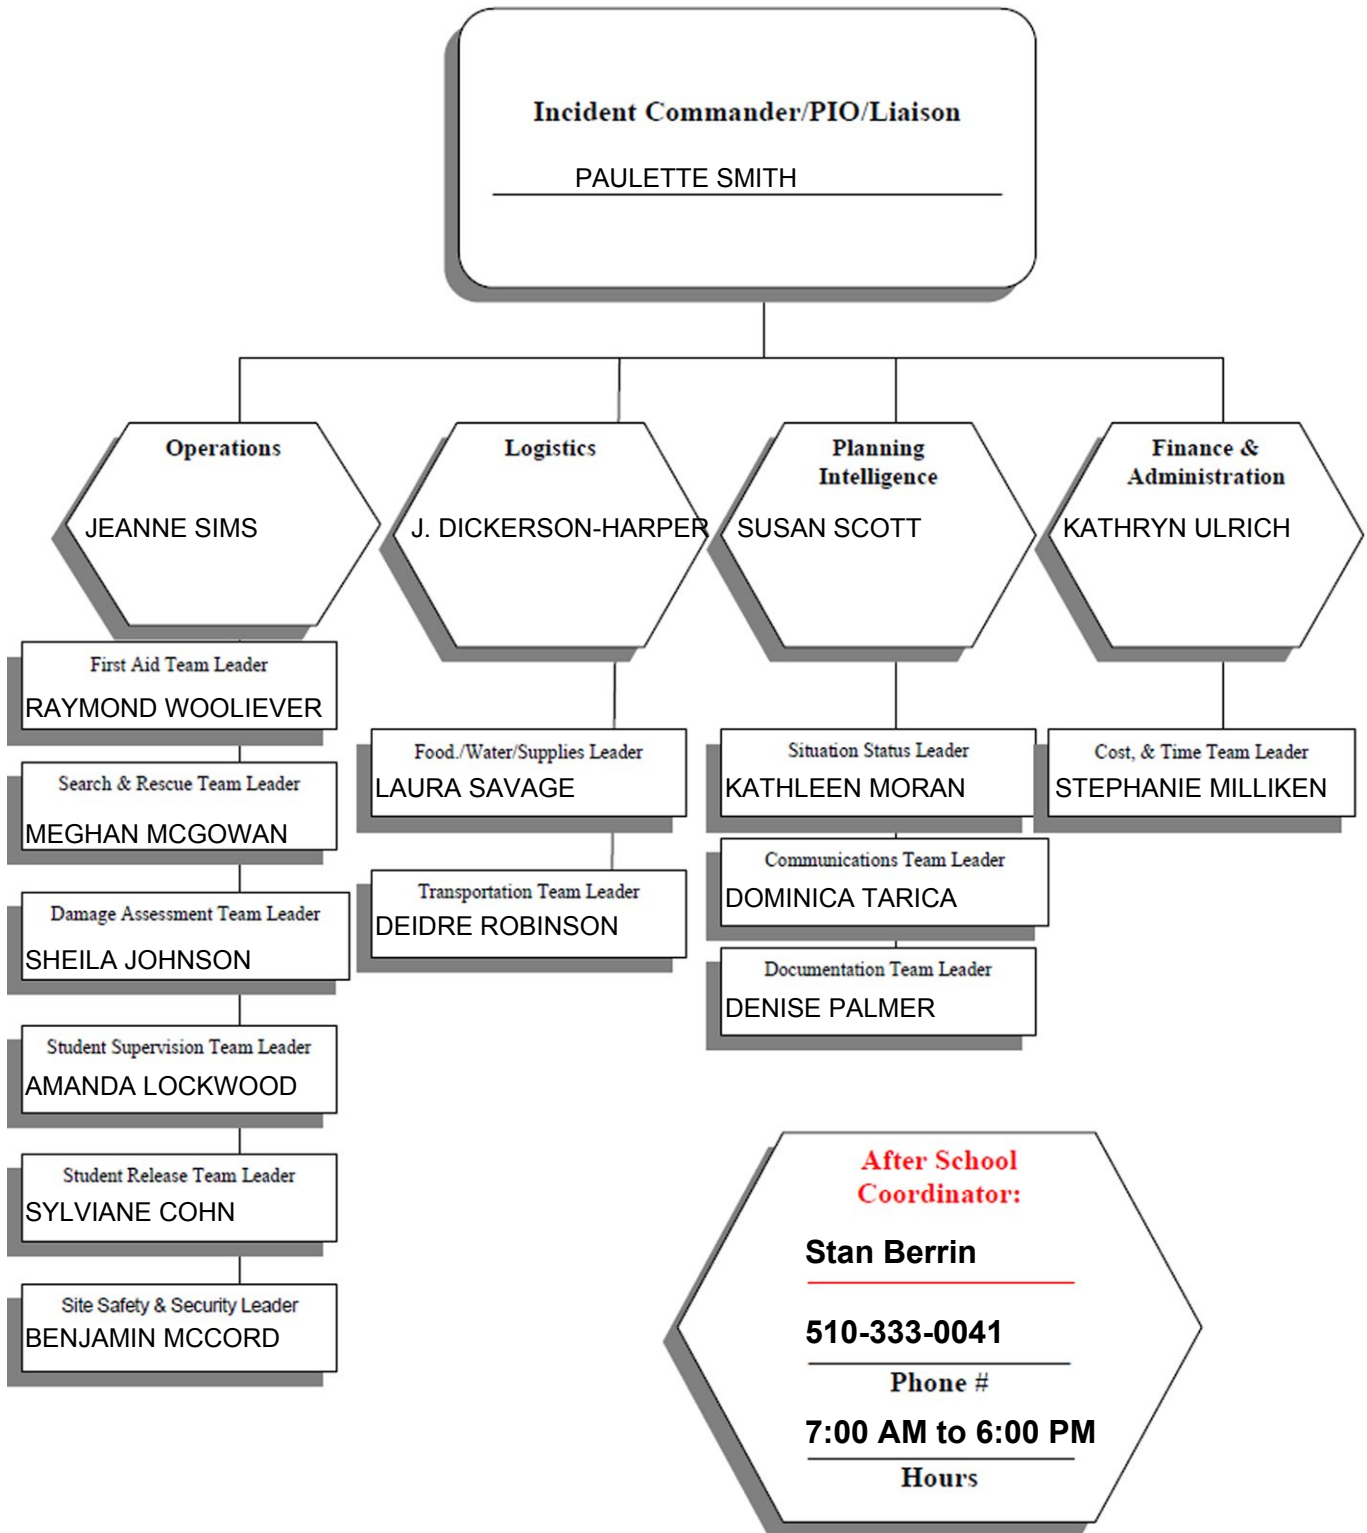 Incident Commander/PIO/Liaison
PAULETTE SMITH
Operations
JEANNE SIMS
First Aid Team Leader
RAYMOND WOOLIEVER
Search & Rescue Team Leader
MEGHAN MCGOWAN
Damage Assessment Team Leader
SHEILA JOHNSON
Student Supervision Team Leader
AMANDA LOCKWOOD
Student Release Team Leader
SYLVIANE COHN
Site Safety & Security Leader
BENJAMIN MCCORD
Logistics
J. DICKERSON-HARPER
Food./Water/Supplies Leader
LAURA SAVAGE
Transportation Team Leader
DEIDRE ROBINSON
Planning
Intelligence
SUSAN SCOTT
Situation Status Leader
KATHLEEN MORAN
Communications Team Leader
DOMINICA TARICA
Documentation Team Leader
DENISE PALMER
Finance &
Administration
KATHRYN ULRICH
Cost, & Time Team Leader
STEPHANIE MILLIKEN
After School
Coordinator:
Stan Berrin
510-333-0041
Phone #
7:00 AM to 6:00 PM
Hours